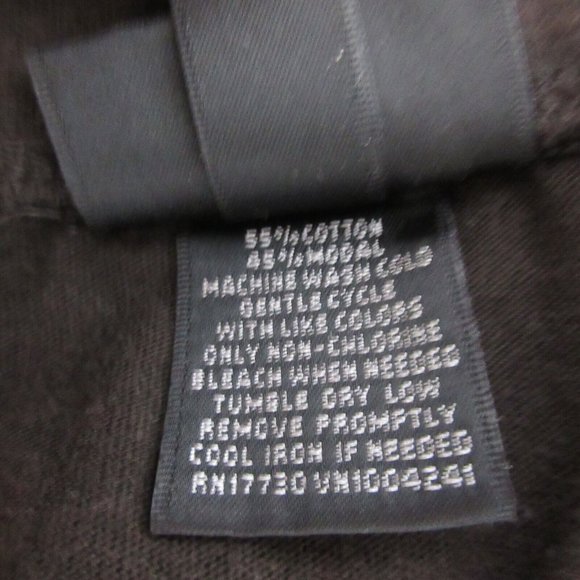 55% COTTON
45% MODAL
MACHINE WASH COLD
GENTLE CYCLE
WITH LIKE COLORS
ONLY NON-CHLORINE
BLEACH WHEN NEEDED
TUMBLE DRY LOW
REMOVE PROMPTLY
COOL IRON IF NEEDED
RN17730 VN1004241